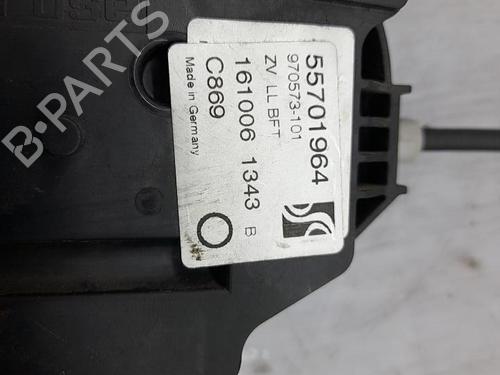 55701964
970573-101
ZV LL BFT
161006 1343 B
C869
Made in Germany
B-PARTS